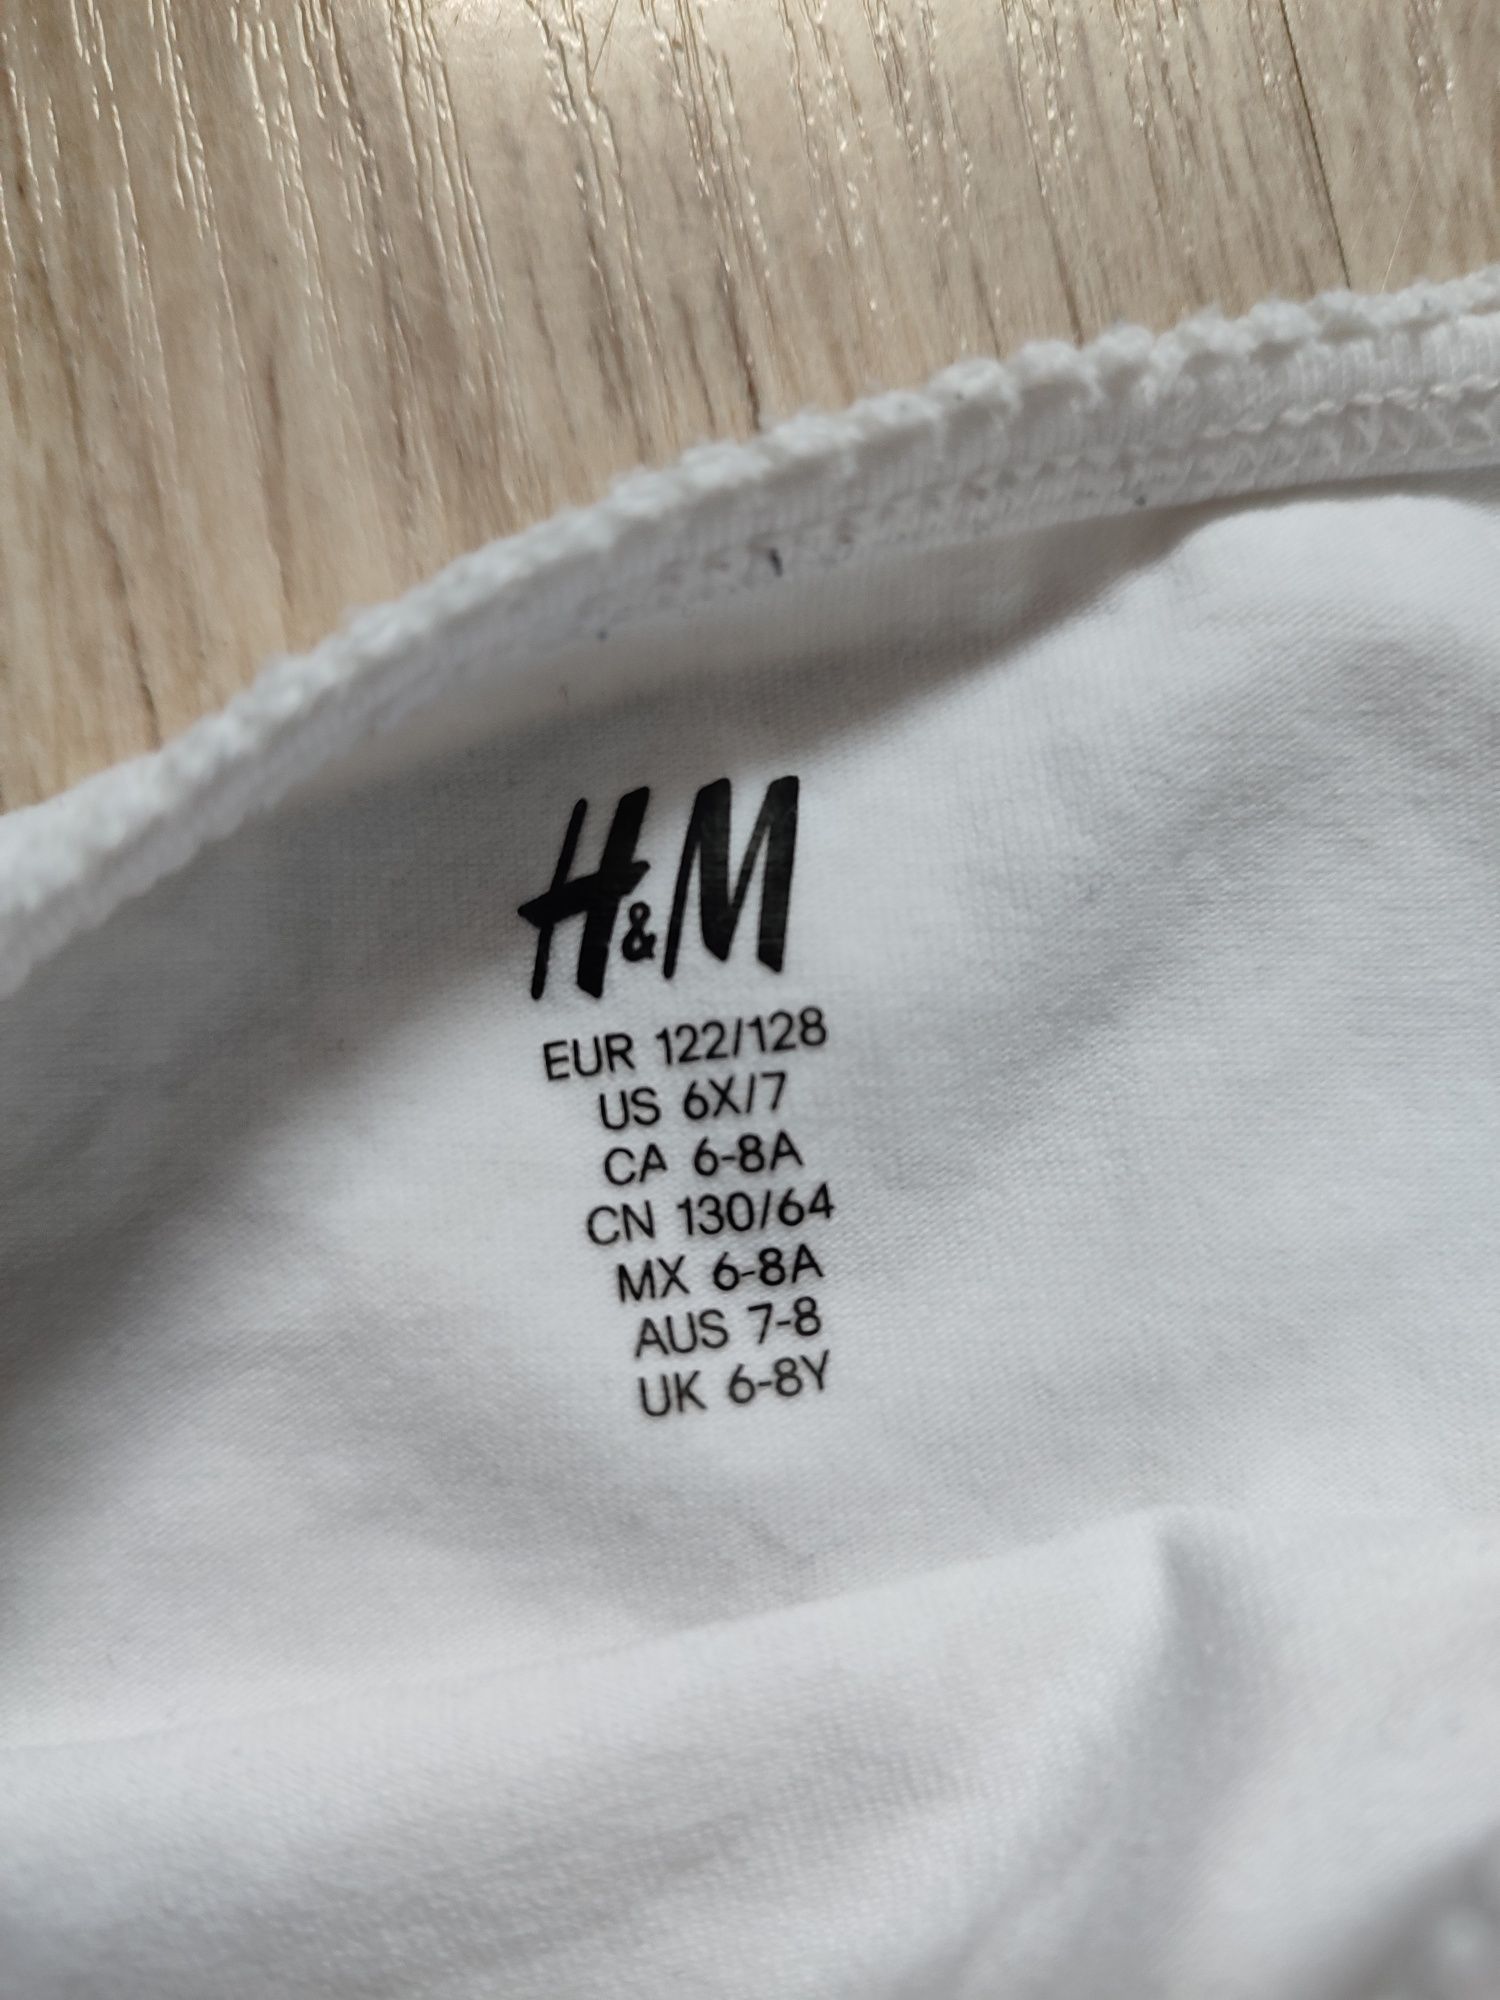 H&M
EUR 122/128
US 6X/7
CA 6-8A
CN 130/64
MX 6-8A
AUS 7-8
UK 6-8Y